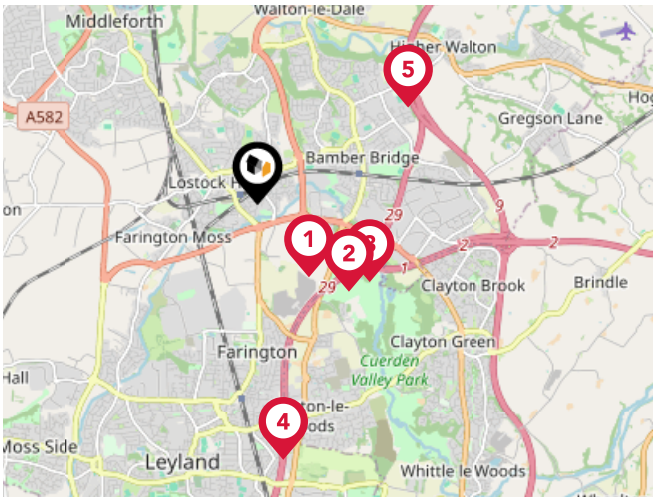 Walton-le-Dale
Middleforth
Higher Walton
5
A582
Gregson Lane
Hog
Bamber Bridge
Lostock H
on
9
29
Farington Moss
1
2
3
2
2
1
29
Clayton Brook
Brindle
Clayton Green
Farington
Cuerden
Valley Park
Hall
4
ton-le-
ods
Moss Side
Leyland
Whittle le Woods